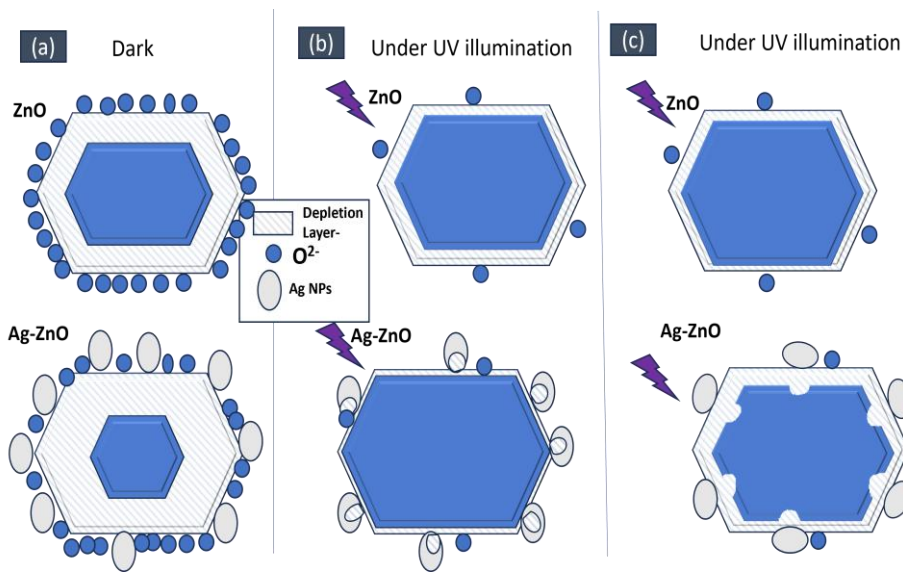 (a)
Dark
(b)
Under UV illumination
(c)
Under UV illumination
ZnO
ZnO
ZnO
Depletion
Layer-
O²⁻
Ag NPs
Ag-ZnO
Ag-ZnO
Ag-ZnO